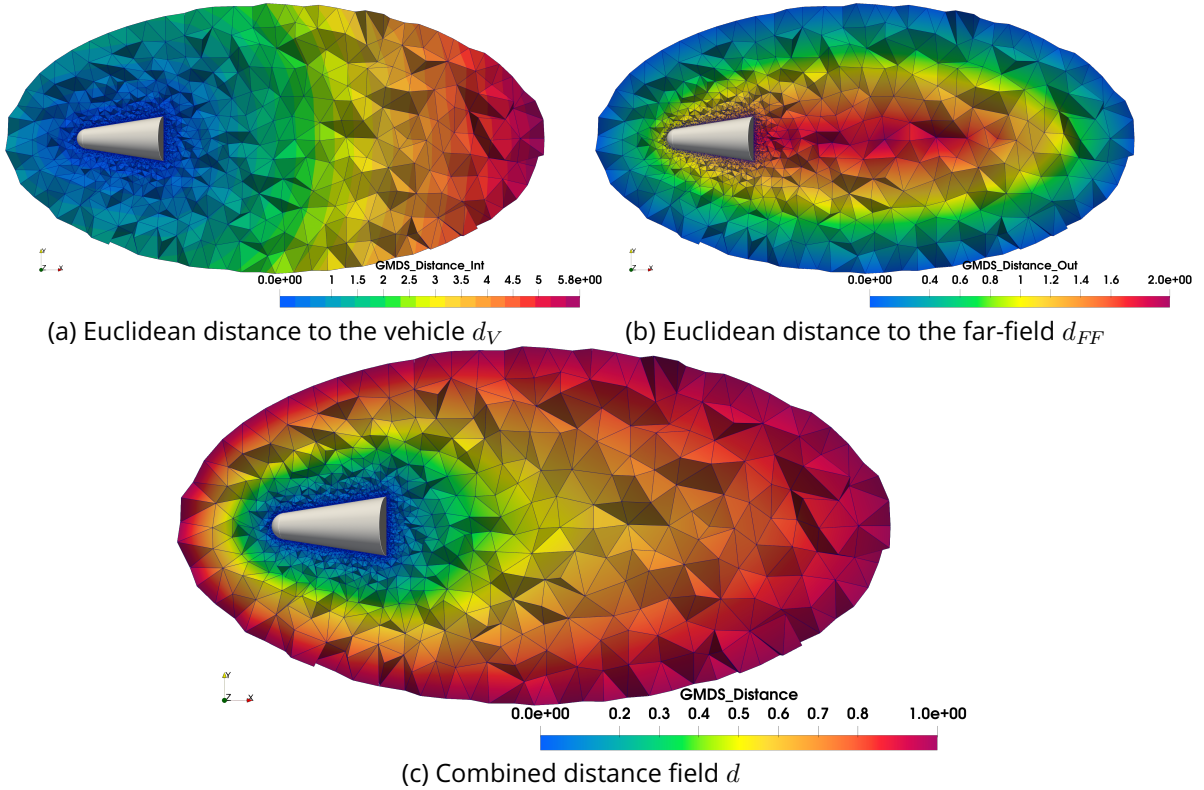 GMDS_Distance_Int
0.0e+00 1 1.5 2 2.5 3 3.5 4 4.5 5 5.8e+00
(a) Euclidean distance to the vehicle d_V
GMDS_Distance_Out
0.0e+00 0.4 0.6 0.8 1 1.2 1.4 1.6 2.0e+00
(b) Euclidean distance to the far-field d_FF
Y
Z X
GMDS_Distance
0.0e+00 0.2 0.3 0.4 0.5 0.6 0.7 0.8 1.0e+00
(c) Combined distance field d